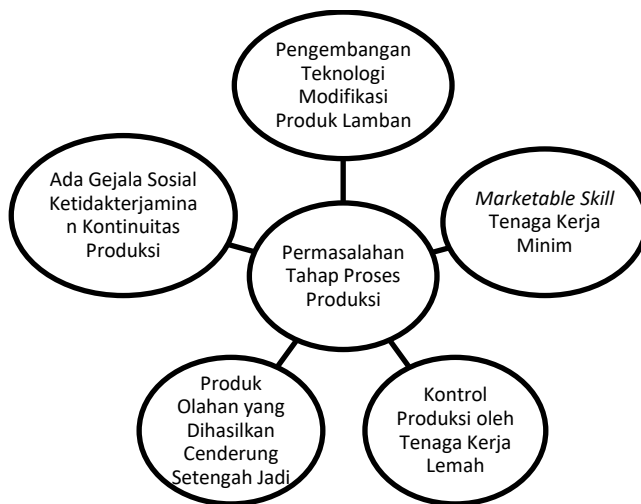 Pengembangan
Teknologi
Modifikasi
Produk Lamban
Ada Gejala Sosial
Ketidakterjamina
n Kontinuitas
Produksi
Marketable Skill
Tenaga Kerja
Minim
Permasalahan
Tahap Proses
Produksi
Produk
Olahan yang
Dihasilkan
Cenderung
Setengah Jadi
Kontrol
Produksi oleh
Tenaga Kerja
Lemah